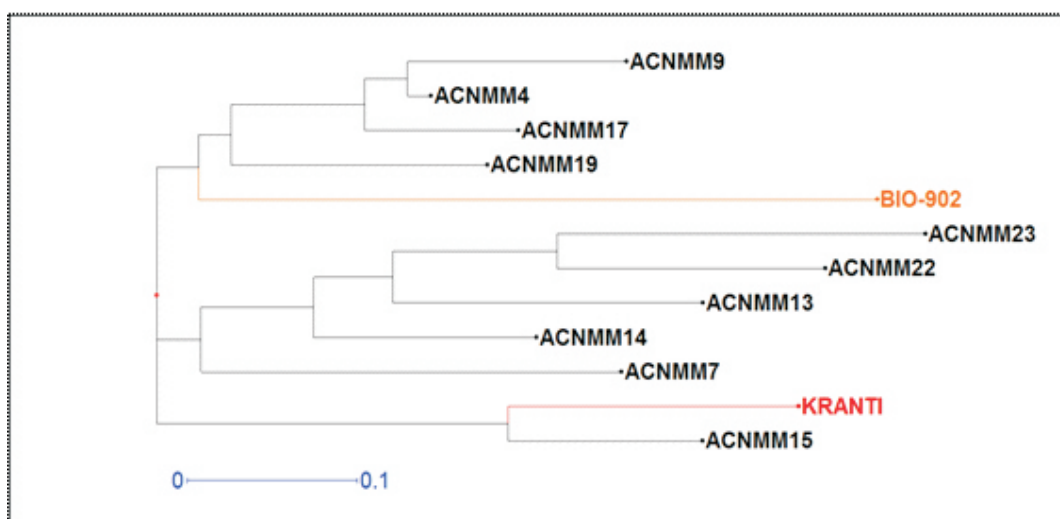 ACNMM9
ACNMM4
ACNMM17
ACNMM19
BIO-902
ACNMM23
ACNMM22
ACNMM13
ACNMM14
ACNMM7
KRANTI
ACNMM15
0 0.1